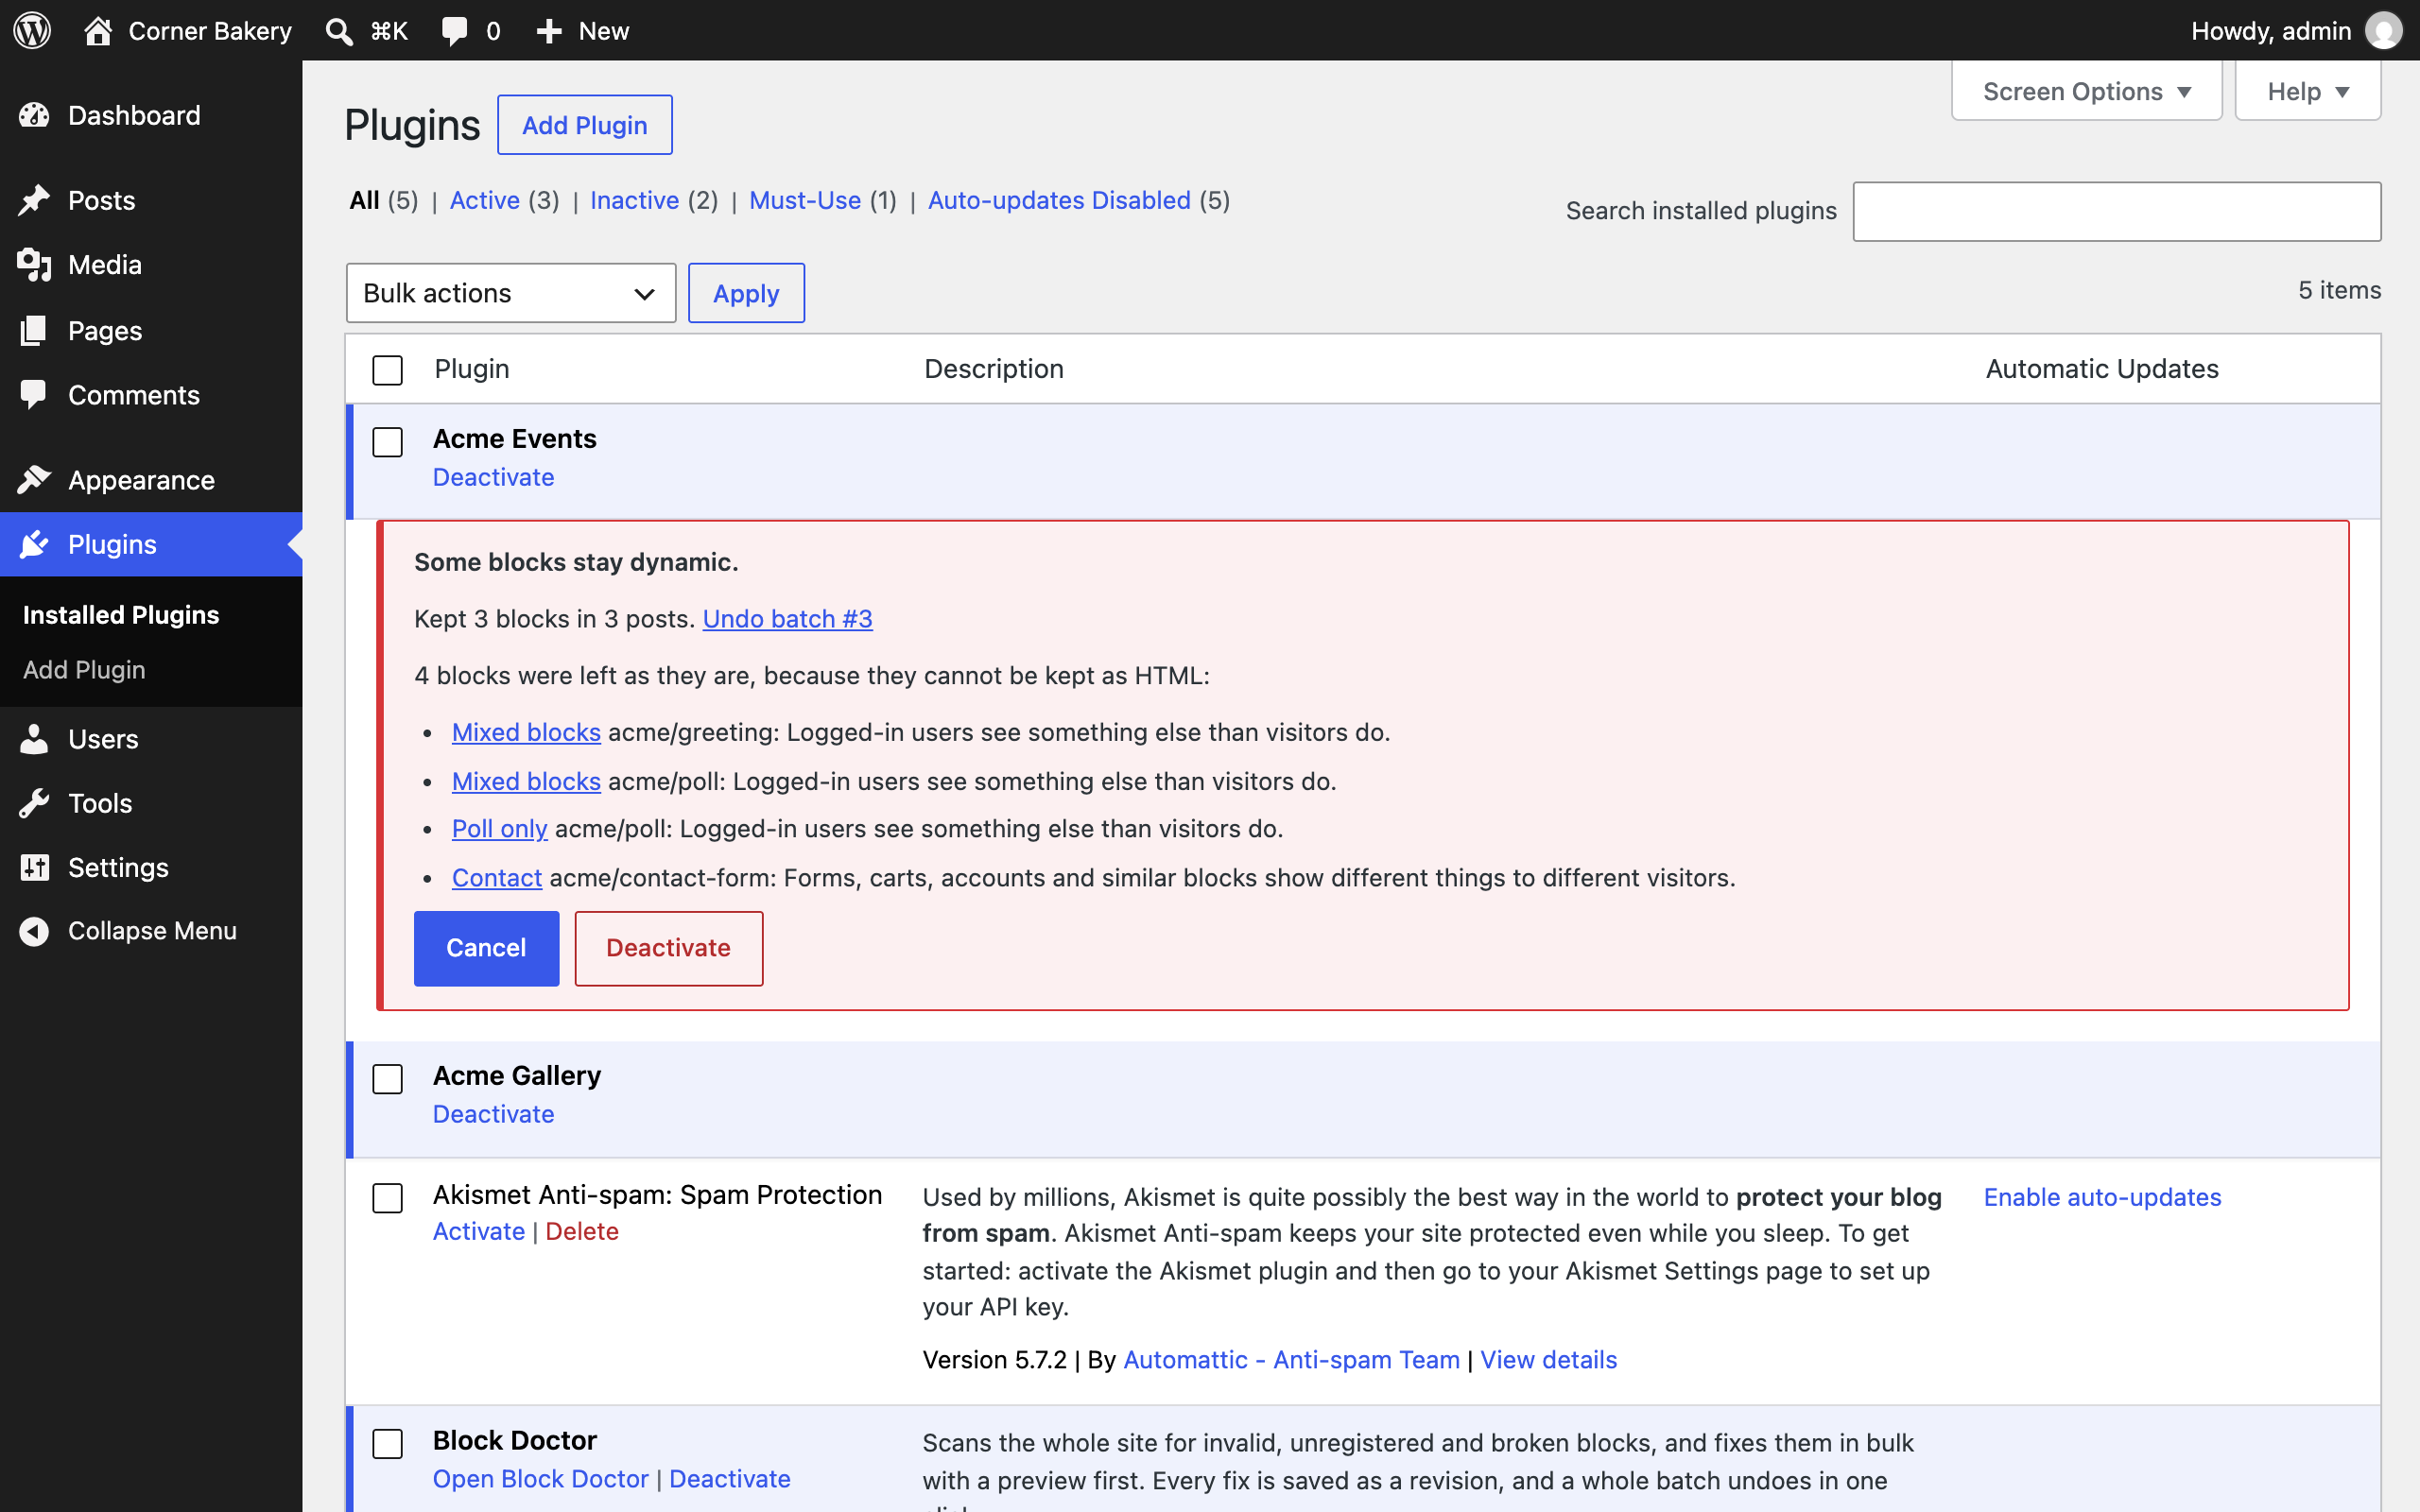 Corner Bakery
⌘K
0
New
Howdy, admin
Dashboard
Posts
Media
Pages
Comments
Appearance
Plugins
Installed Plugins
Add Plugin
Users
Tools
Settings
Collapse Menu
Screen Options
Help
Plugins
Add Plugin
All (5) | Active (3) | Inactive (2) | Must-Use (1) | Auto-updates Disabled (5)
Search installed plugins
Bulk actions
Apply
5 items
Plugin
Description
Automatic Updates
Acme Events
Deactivate
Some blocks stay dynamic.
Kept 3 blocks in 3 posts. Undo batch #3
4 blocks were left as they are, because they cannot be kept as HTML:
• Mixed blocks acme/greeting: Logged-in users see something else than visitors do.
• Mixed blocks acme/poll: Logged-in users see something else than visitors do.
• Poll only acme/poll: Logged-in users see something else than visitors do.
• Contact acme/contact-form: Forms, carts, accounts and similar blocks show different things to different visitors.
Cancel
Deactivate
Acme Gallery
Deactivate
Akismet Anti-spam: Spam Protection
Activate | Delete
Used by millions, Akismet is quite possibly the best way in the world to protect your blog
from spam. Akismet Anti-spam keeps your site protected even while you sleep. To get
started: activate the Akismet plugin and then go to your Akismet Settings page to set up
your API key.
Version 5.7.2 | By Automattic - Anti-spam Team | View details
Enable auto-updates
Block Doctor
Open Block Doctor | Deactivate
Scans the whole site for invalid, unregistered and broken blocks, and fixes them in bulk
with a preview first. Every fix is saved as a revision, and a whole batch undoes in one